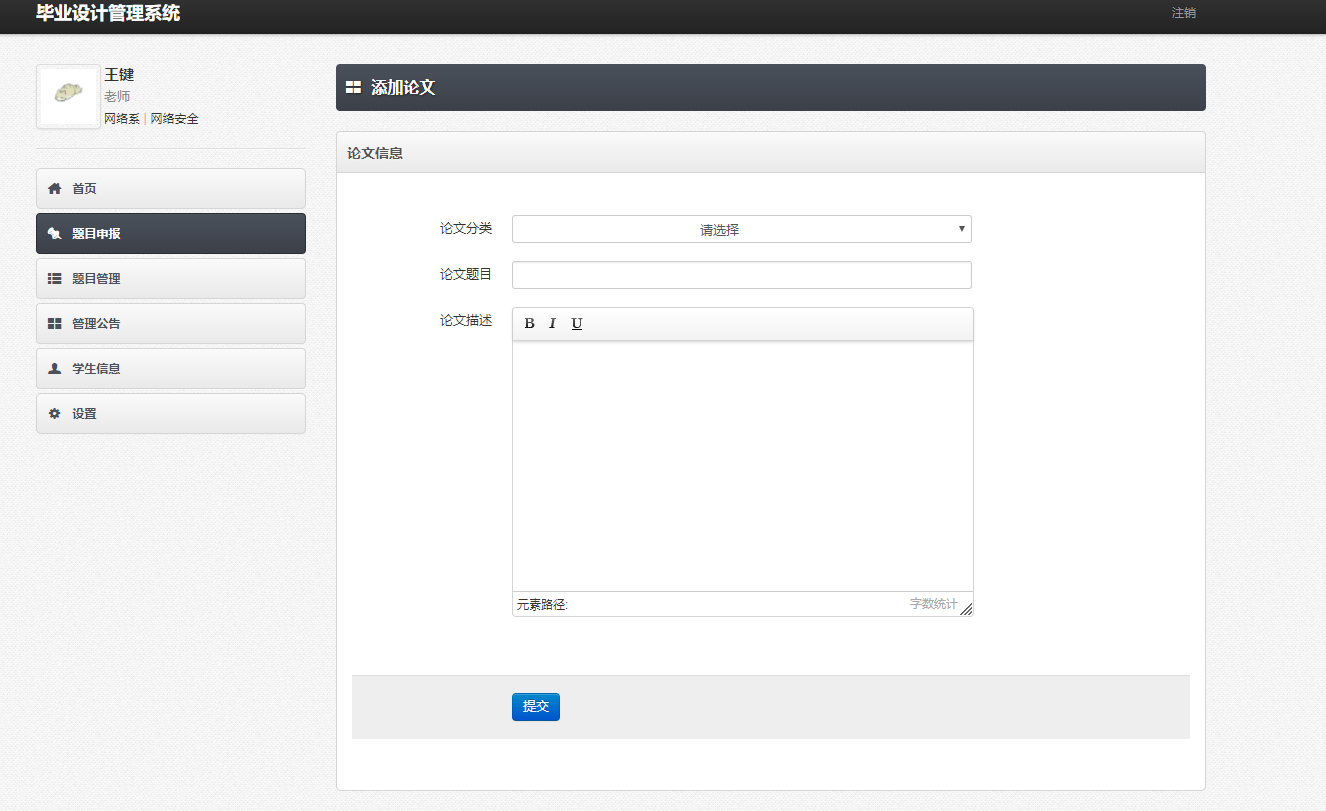 毕业设计管理系统
注销
王键
老师
网络系 | 网络安全
首页
题目申报
题目管理
管理公告
学生信息
设置
添加论文
论文信息
论文分类
请选择
论文题目
论文描述
B I U
元素路径:
字数统计
提交